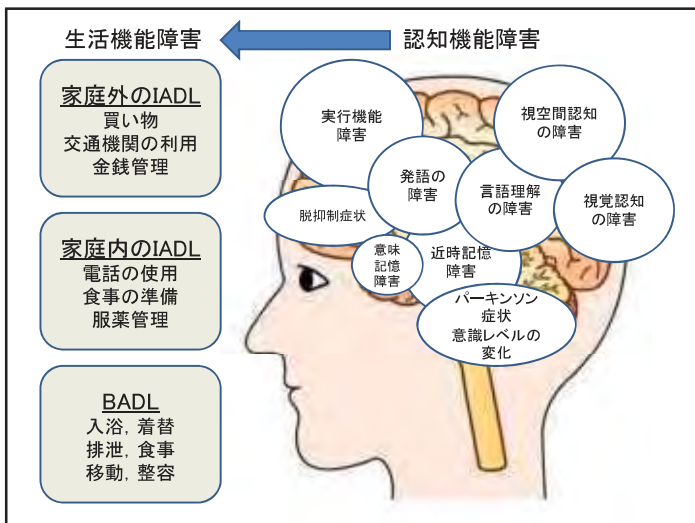 生活機能障害
認知機能障害
家庭外のIADL
買い物
交通機関の利用
金銭管理
家庭内のIADL
電話の使用
食事の準備
服薬管理
BADL
入浴, 着替
排泄, 食事
移動, 整容
実行機能
障害
視空間認知
の障害
発語の
障害
言語理解
の障害
視覚認知
の障害
脱抑制症状
意味
記憶
障害
近時記憶
障害
パーキンソン
症状
意識レベルの
変化